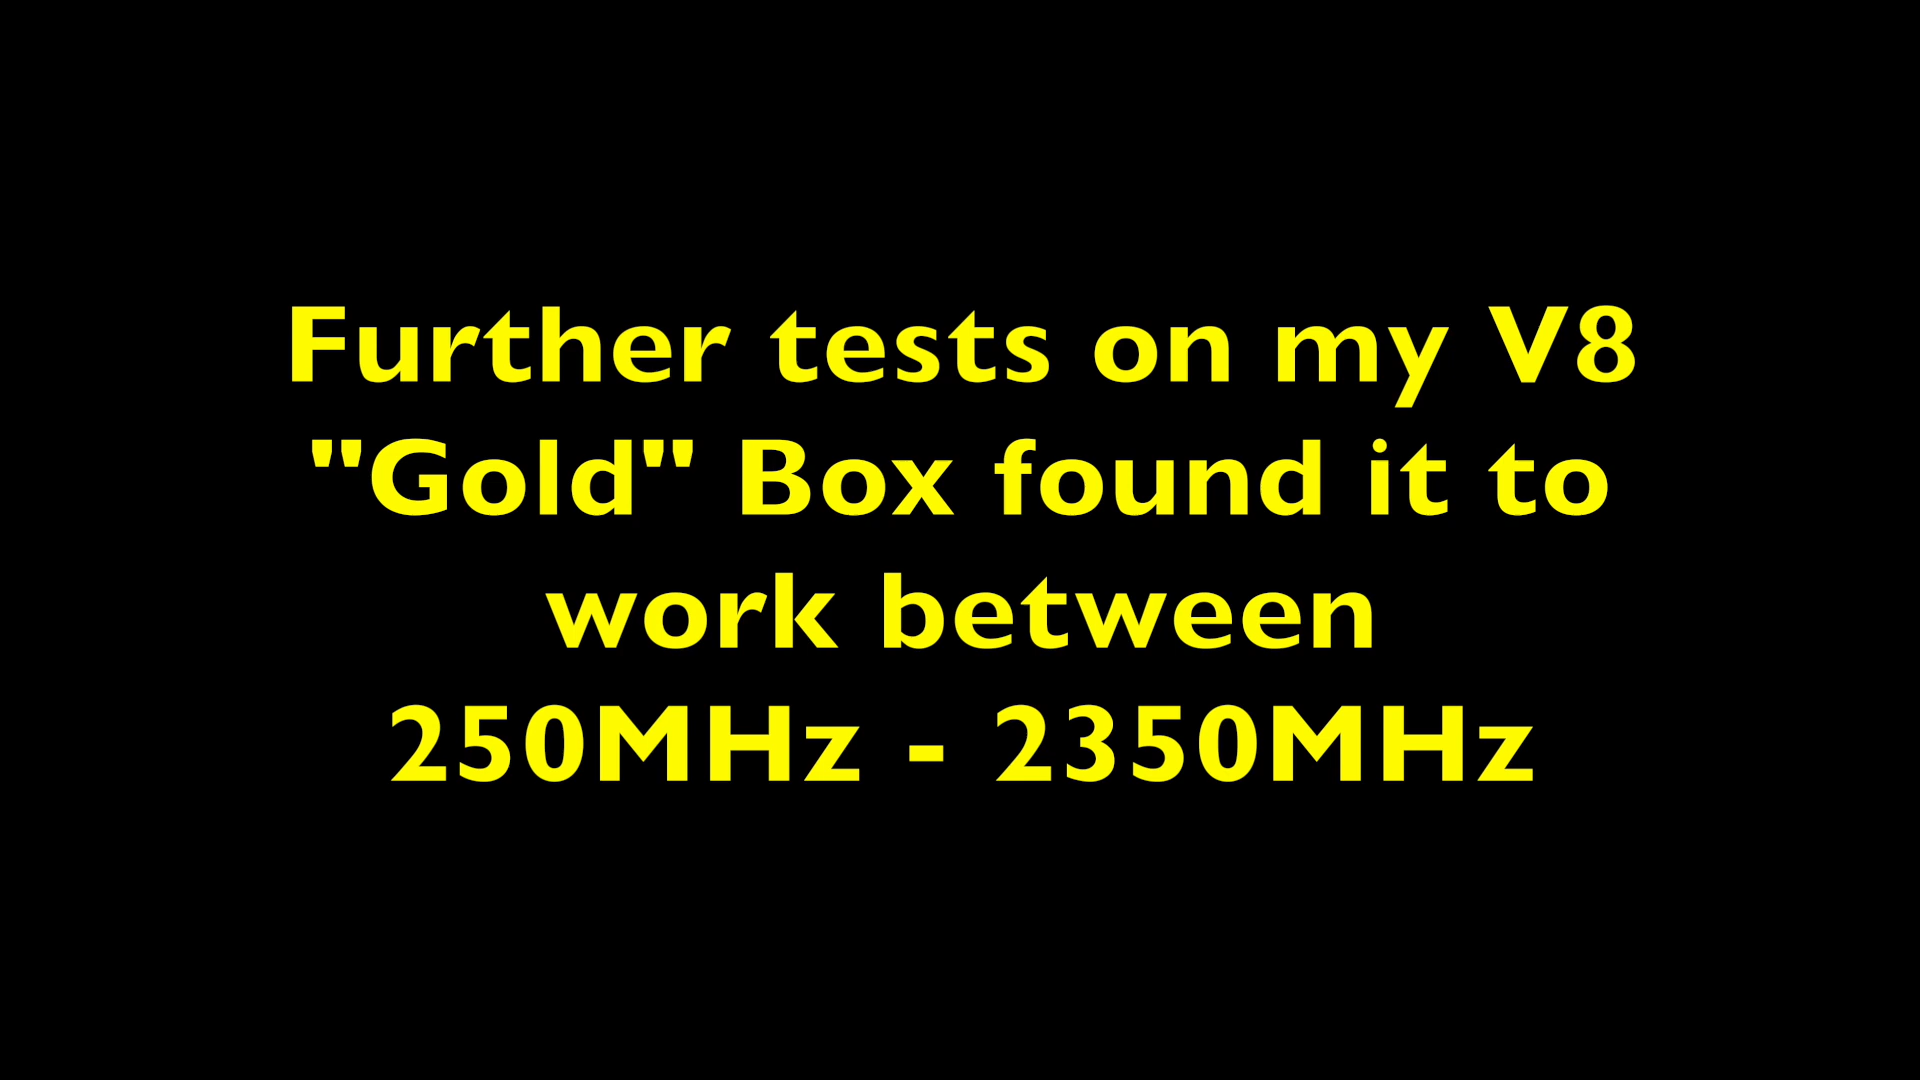 Further tests on my V8
"Gold" Box found it to
work between
250MHz - 2350MHz